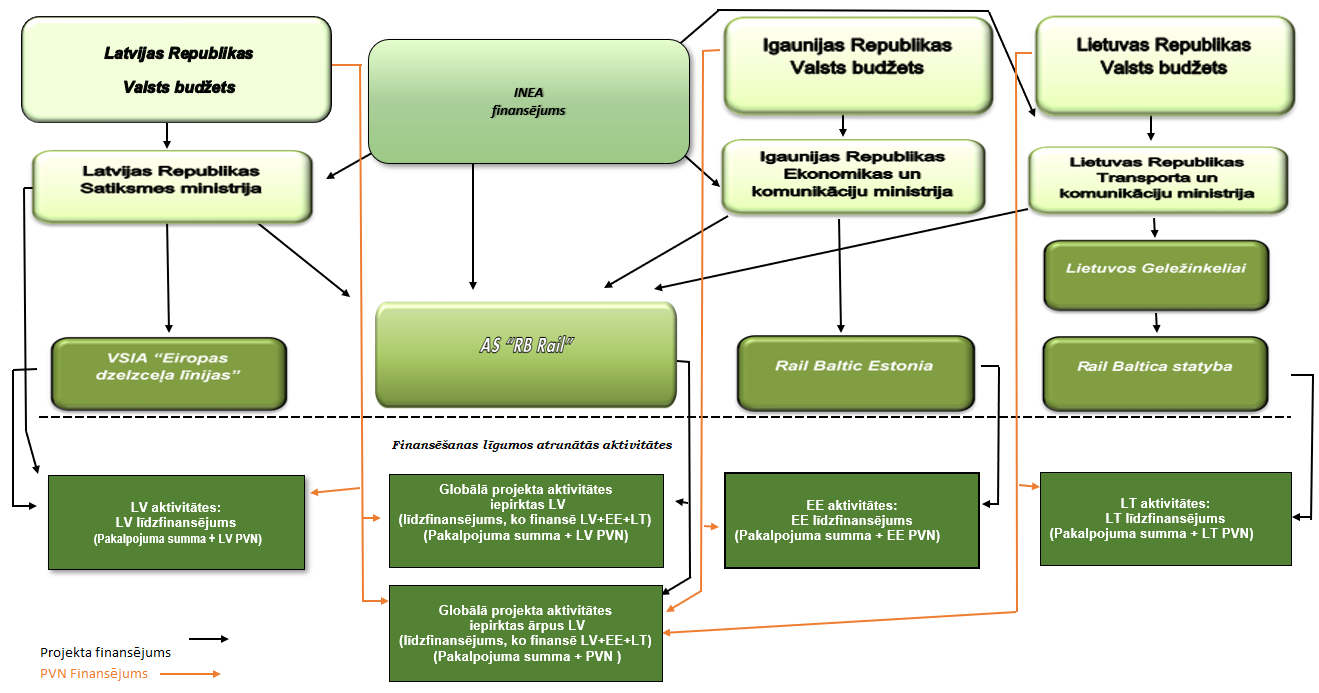 Latvijas Republikas
Valsts budžets
INEA
finansējums
Igaunijas Republikas
Valsts budžets
Lietuvas Republikas
Valsts budžets
Latvijas Republikas
Satiksmes ministrija
Igaunijas Republikas
Ekonomikas un
komunikāciju ministrija
Lietuvas Republikas
Transporta un
komunikāciju ministrija
Lietuvos Geležinkeliai
VSIA “Eiropas
dzelzceļa līnijas”
AS “RB Rail”
Rail Baltic Estonia
Rail Baltica statyba
Finansēšanas līgumos atrunātās aktivitātes
LV aktivitātes:
LV līdzfinansējums
(Pakalpojuma summa + LV PVN)
Globālā projekta aktivitātes
iepirktas LV
(līdzfinansējums, ko finansē LV+EE+LT)
(Pakalpojuma summa + LV PVN)
EE aktivitātes:
EE līdzfinansējums
(Pakalpojuma summa + EE PVN)
LT aktivitātes:
LT līdzfinansējums
(Pakalpojuma summa + LT PVN)
Globālā projekta aktivitātes
iepirktas ārpus LV
(līdzfinansējums, ko finansē LV+EE+LT)
(Pakalpojuma summa + PVN )
Projekta finansējums
PVN Finansējums